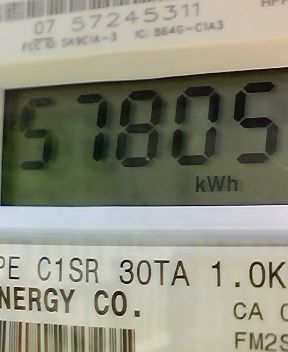 07 57245311
FCC ID: SK9C1A-3 IC: 864G-C1A3
57805
kWh
PE C1SR 30TA 1.0K
NERGY CO.
CA
FM2S